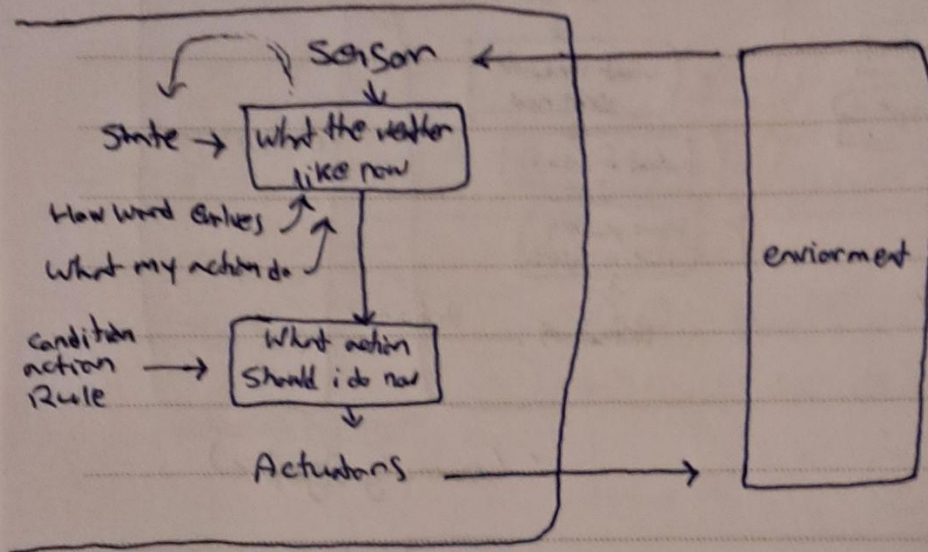 Sensor
State
What the weather
like now
How word evolves
What my action do
enviorment
Condition
action
Rule
What action
Should i do now
Actuators